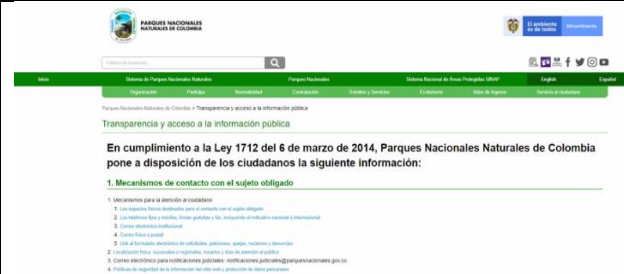 PARQUES NACIONALES
NATURALES DE COLOMBIA
El ambiente
es de todos
Minambiente
Inicio
Sistema de Parques Nacionales Naturales
Parques Nacionales
Sistema Nacional de Áreas Protegidas SINAP
English
Español
Organización
Participa
Normatividad
Contratación
Trámites y Servicios
Ecoturismo
Valor de Ingreso
Servicio al ciudadano
Parques Nacionales Naturales de Colombia > Transparencia y acceso a la información pública
Transparencia y acceso a la información pública
En cumplimiento a la Ley 1712 del 6 de marzo de 2014, Parques Nacionales Naturales de Colombia
pone a disposición de los ciudadanos la siguiente información:
1. Mecanismos de contacto con el sujeto obligado
1. Mecanismos para la atención al ciudadano
1. Los espacios físicos destinados para el contacto con el sujeto obligado
2. Los teléfonos fijos y móviles, líneas gratuitas y fax, incluyendo el indicativo nacional e internacional
3. Correo electrónico institucional
4. Correo físico o postal
5. Link al formulario electrónico de solicitudes, peticiones, quejas, reclamos y denuncias
2. Localización física, sucursales o regionales, horarios y días de atención al público
3. Correo electrónico para notificaciones judiciales: notificaciones.judiciales@parquesnacionales.gov.co
4. Políticas de seguridad de la información del sitio web y protección de datos personales